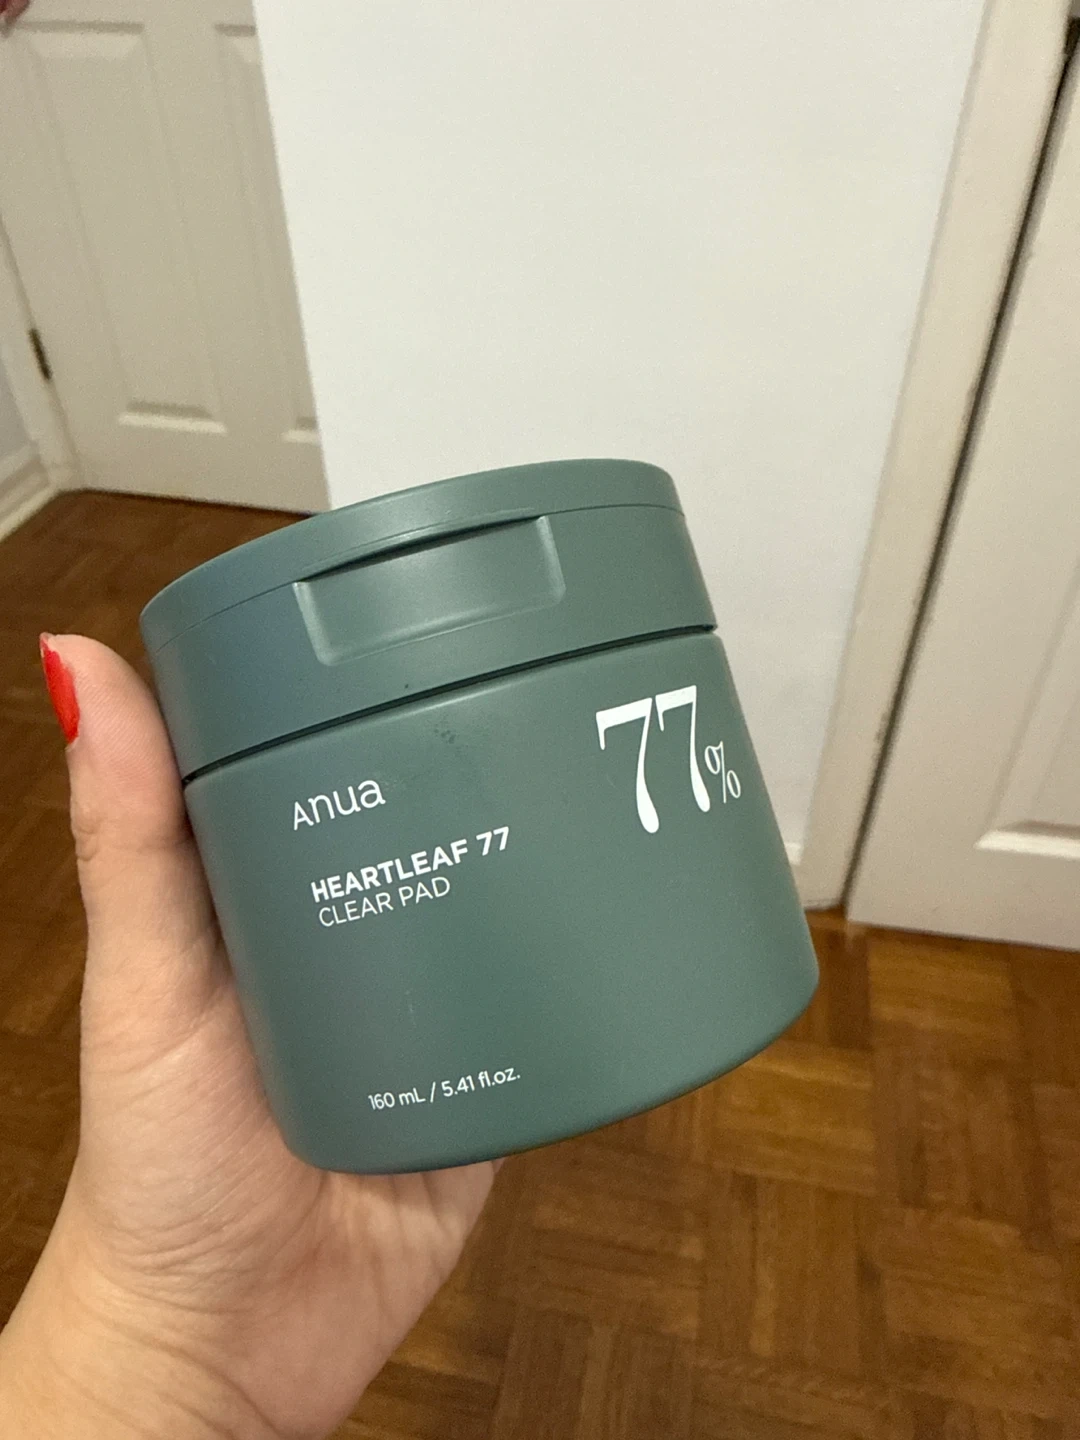 Anua
77%
HEARTLEAF 77
CLEAR PAD
160 mL / 5.41 fl.oz.